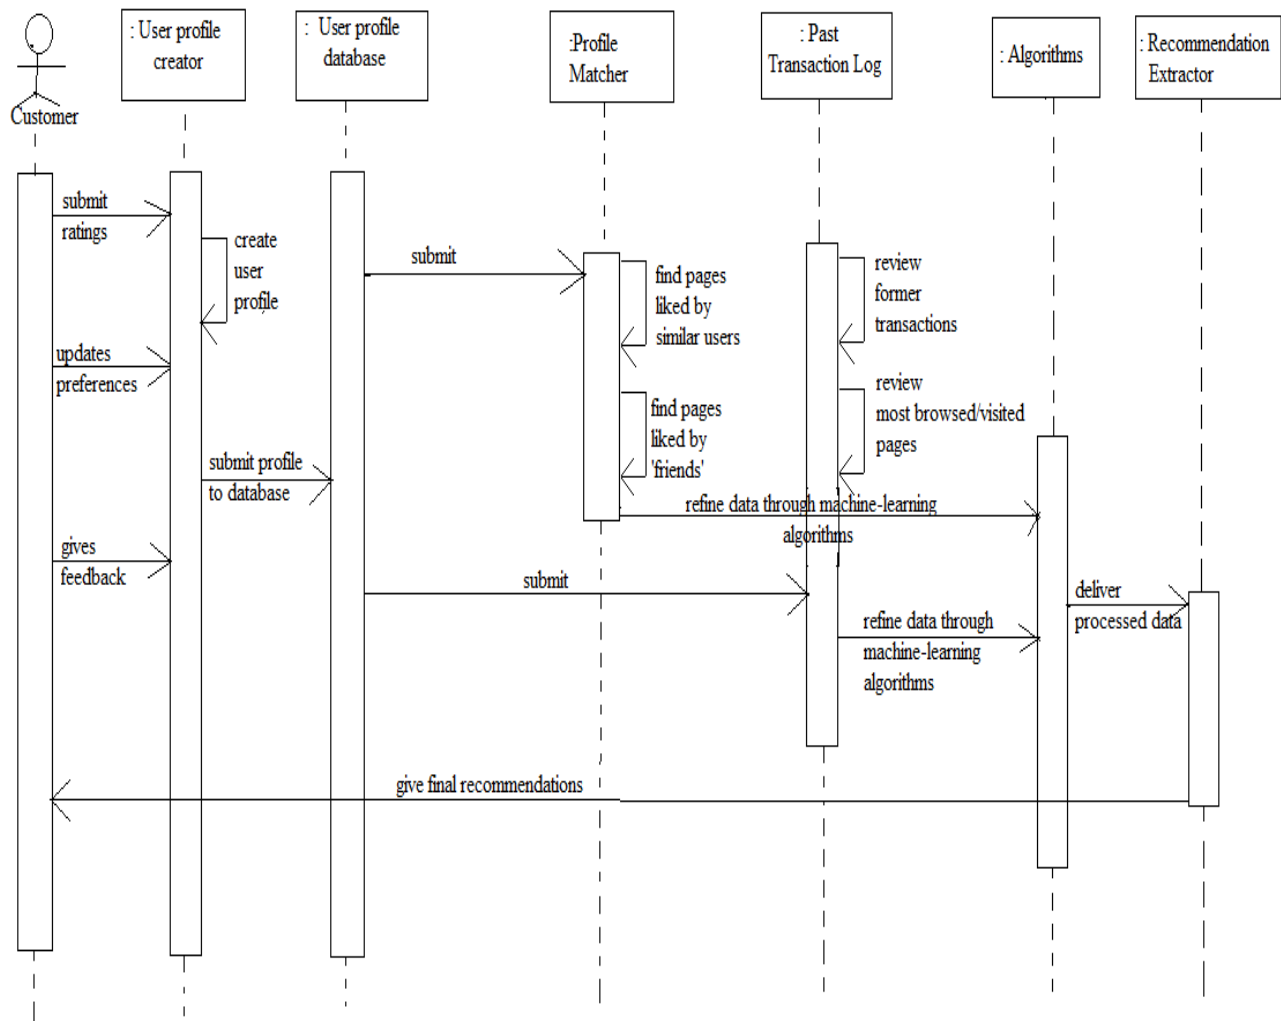 : User profile
creator
: User profile
database
:Profile
Matcher
: Past
Transaction Log
: Algorithms
: Recommendation
Extractor
Customer
submit
ratings
create
user
profile
submit
find pages
liked by
similar users
review
former
transactions
updates
preferences
find pages
liked by
'friends'
review
most browsed/visited
pages
submit profile
to database
refine data through machine-learning
algorithms
gives
feedback
submit
deliver
processed data
refine data through
machine-learning
algorithms
give final recommendations